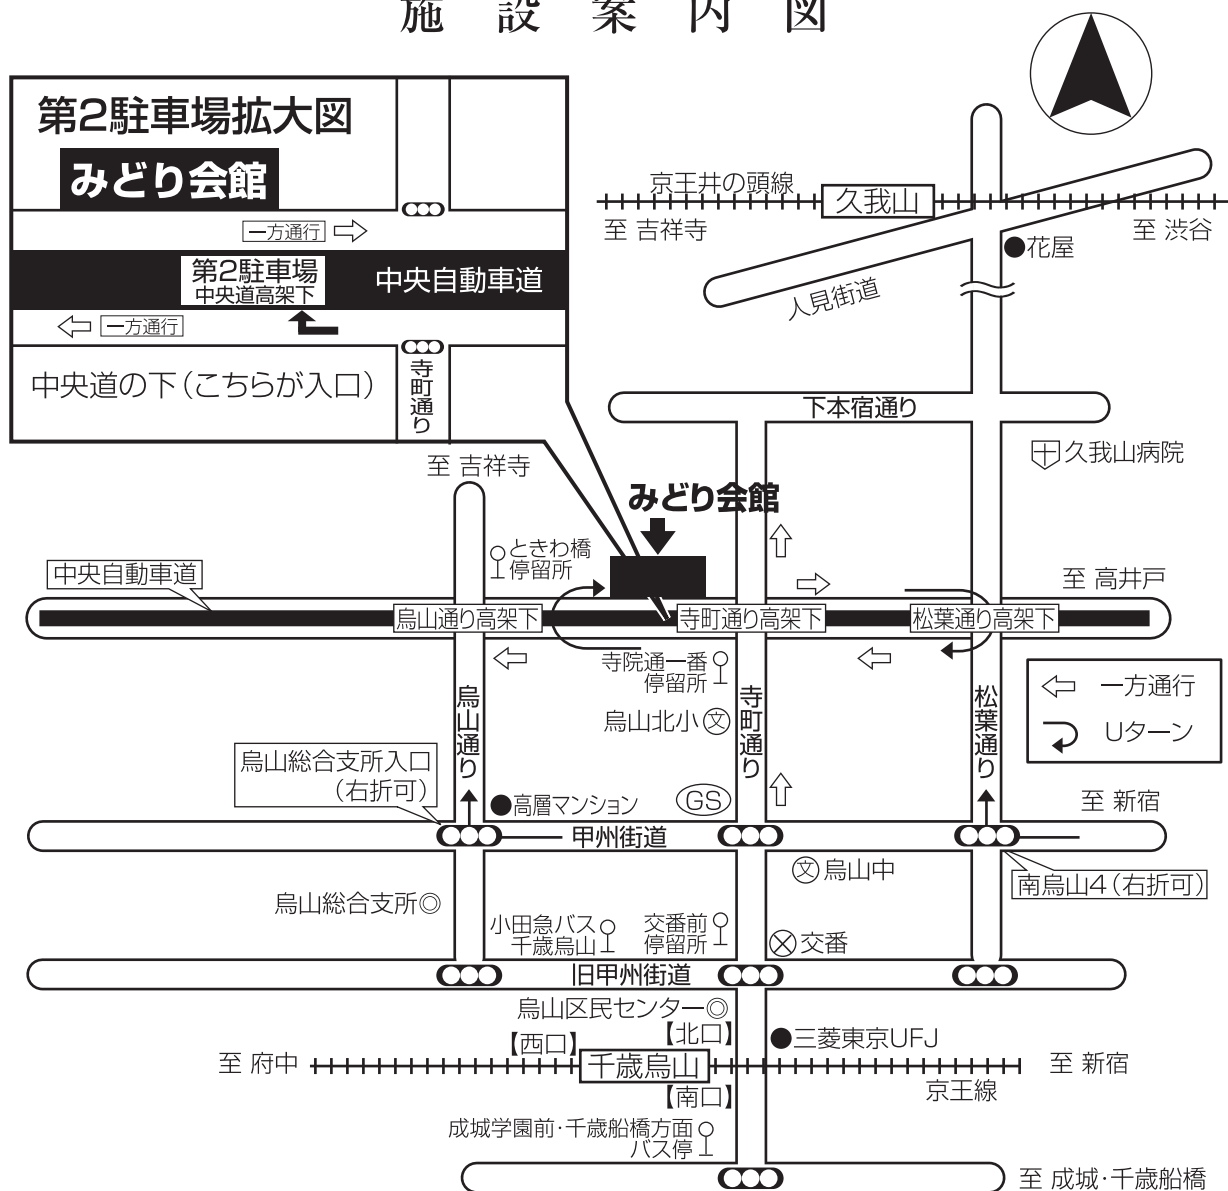 施設案内図
第2駐車場拡大図
みどり会館
一方通行
第2駐車場
中央道高架下
中央自動車道
一方通行
中央道の下(こちらが入口)
寺町通り
京王井の頭線
久我山
至 吉祥寺
至 渋谷
花屋
人見街道
下本宿通り
久我山病院
至 吉祥寺
みどり会館
ときわ橋
停留所
中央自動車道
至 高井戸
烏山通り高架下
寺町通り高架下
松葉通り高架下
寺院通一番
停留所
烏山北小
文
烏山通り
寺町通り
松葉通り
一方通行
Uターン
烏山総合支所入口
(右折可)
高層マンション
GS
至 新宿
甲州街道
文
烏山中
南烏山4(右折可)
烏山総合支所◎
小田急バス
千歳烏山
交番前
停留所
交番
旧甲州街道
烏山区民センター◎
【西口】
【北口】
三菱東京UFJ
至 府中
千歳烏山
至 新宿
【南口】
京王線
成城学園前・千歳船橋方面
バス停
至 成城・千歳船橋